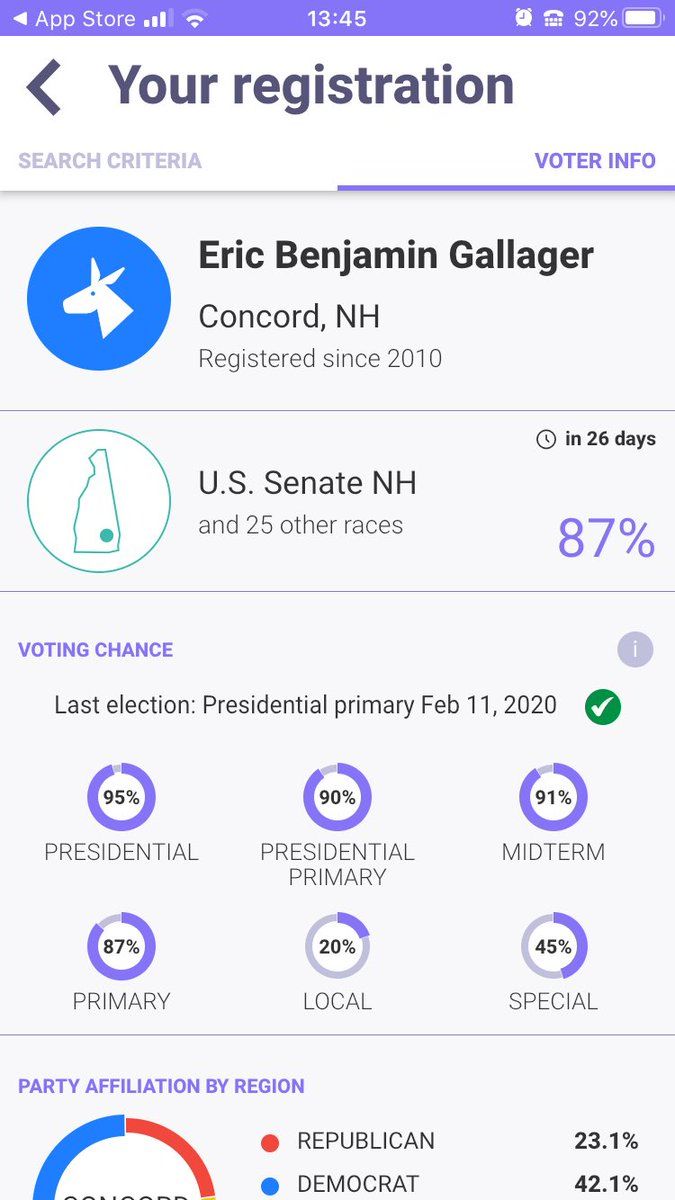 App Store 13:45 92%
Your registration
SEARCH CRITERIA VOTER INFO
Eric Benjamin Gallager
Concord, NH
Registered since 2010
in 26 days
U.S. Senate NH
and 25 other races
87%
VOTING CHANCE i
Last election: Presidential primary Feb 11, 2020
95% 90% 91%
PRESIDENTIAL PRESIDENTIAL MIDTERM
PRIMARY
87% 20% 45%
PRIMARY LOCAL SPECIAL
PARTY AFFILIATION BY REGION
REPUBLICAN 23.1%
CONCORD DEMOCRAT 42.1%